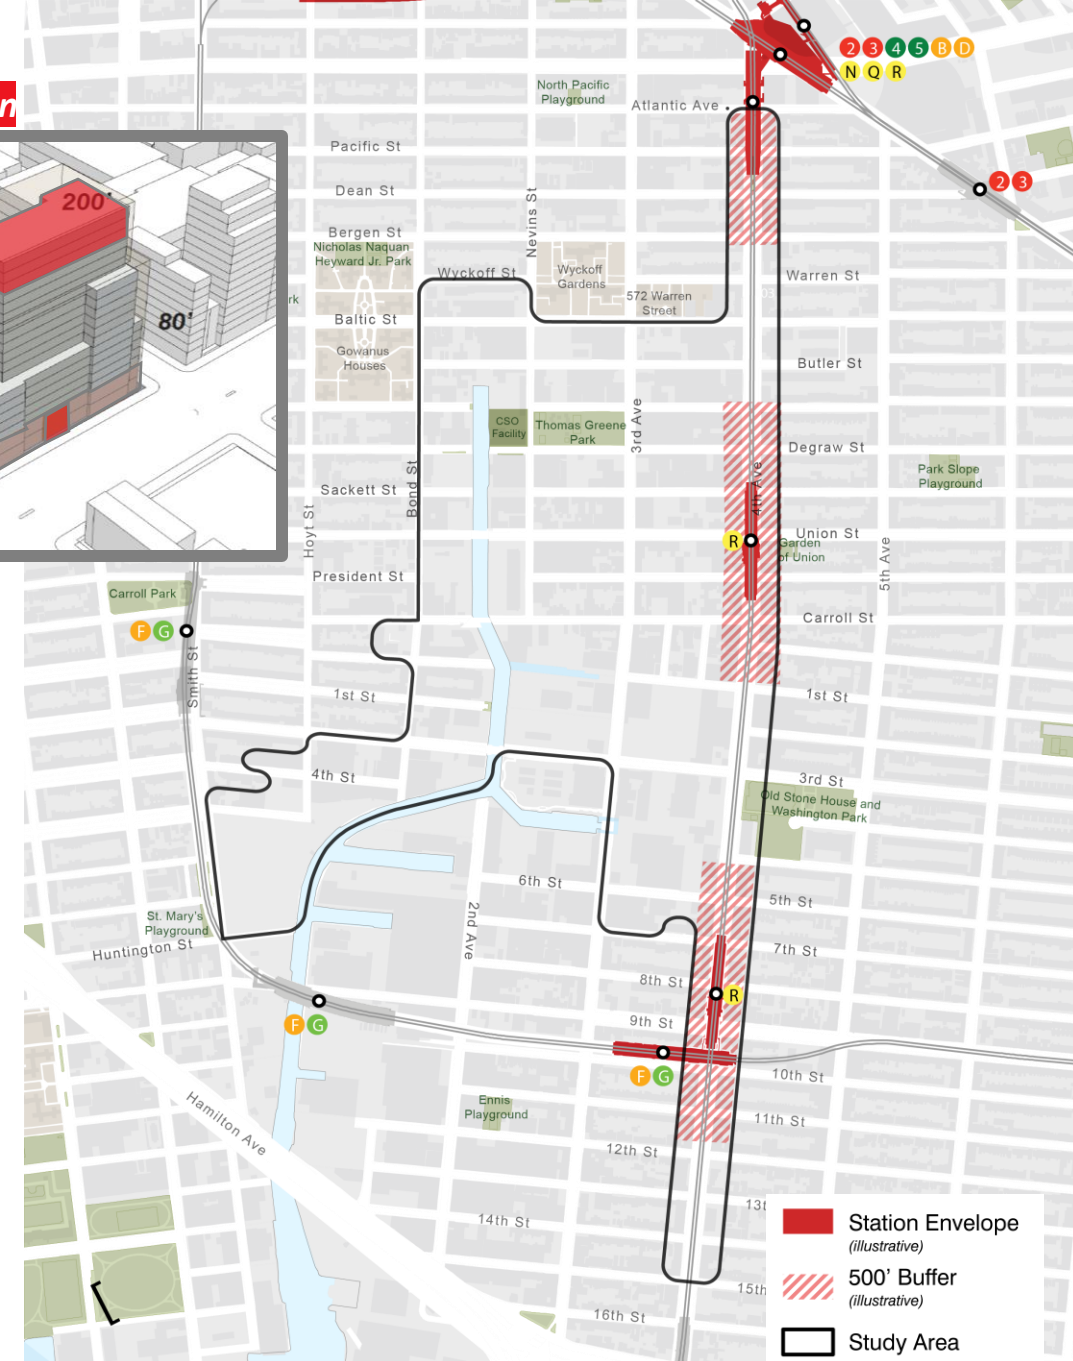 2 3 4 5 B D
N Q R
North Pacific
Playground
Atlantic Ave
n
Pacific St
2 3
Dean St
200'
Nevins St
Bergen St
Nicholas Naquan
Heyward Jr. Park
Wyckoff St
Wyckoff
Gardens
Warren St
572 Warren
Street
rk
80'
Baltic St
Gowanus
Houses
Butler St
CSO
Facility
Thomas Greene
Park
3rd Ave
Degraw St
4th Ave
Park Slope
Playground
Sackett St
Bond St
Hoyt St
R
Union St
Garden
of Union
5th Ave
President St
Carroll Park
Carroll St
F G
Smith St
1st St
1st St
4th St
3rd St
Old Stone House and
Washington Park
6th St
5th St
St. Mary's
Playground
2nd Ave
Huntington St
7th St
8th St
R
9th St
F G
F G
10th St
Ennis
Playground
11th St
Hamilton Ave
12th St
13t
14th St
15th
16th St
Station Envelope
(illustrative)
500' Buffer
(illustrative)
Study Area